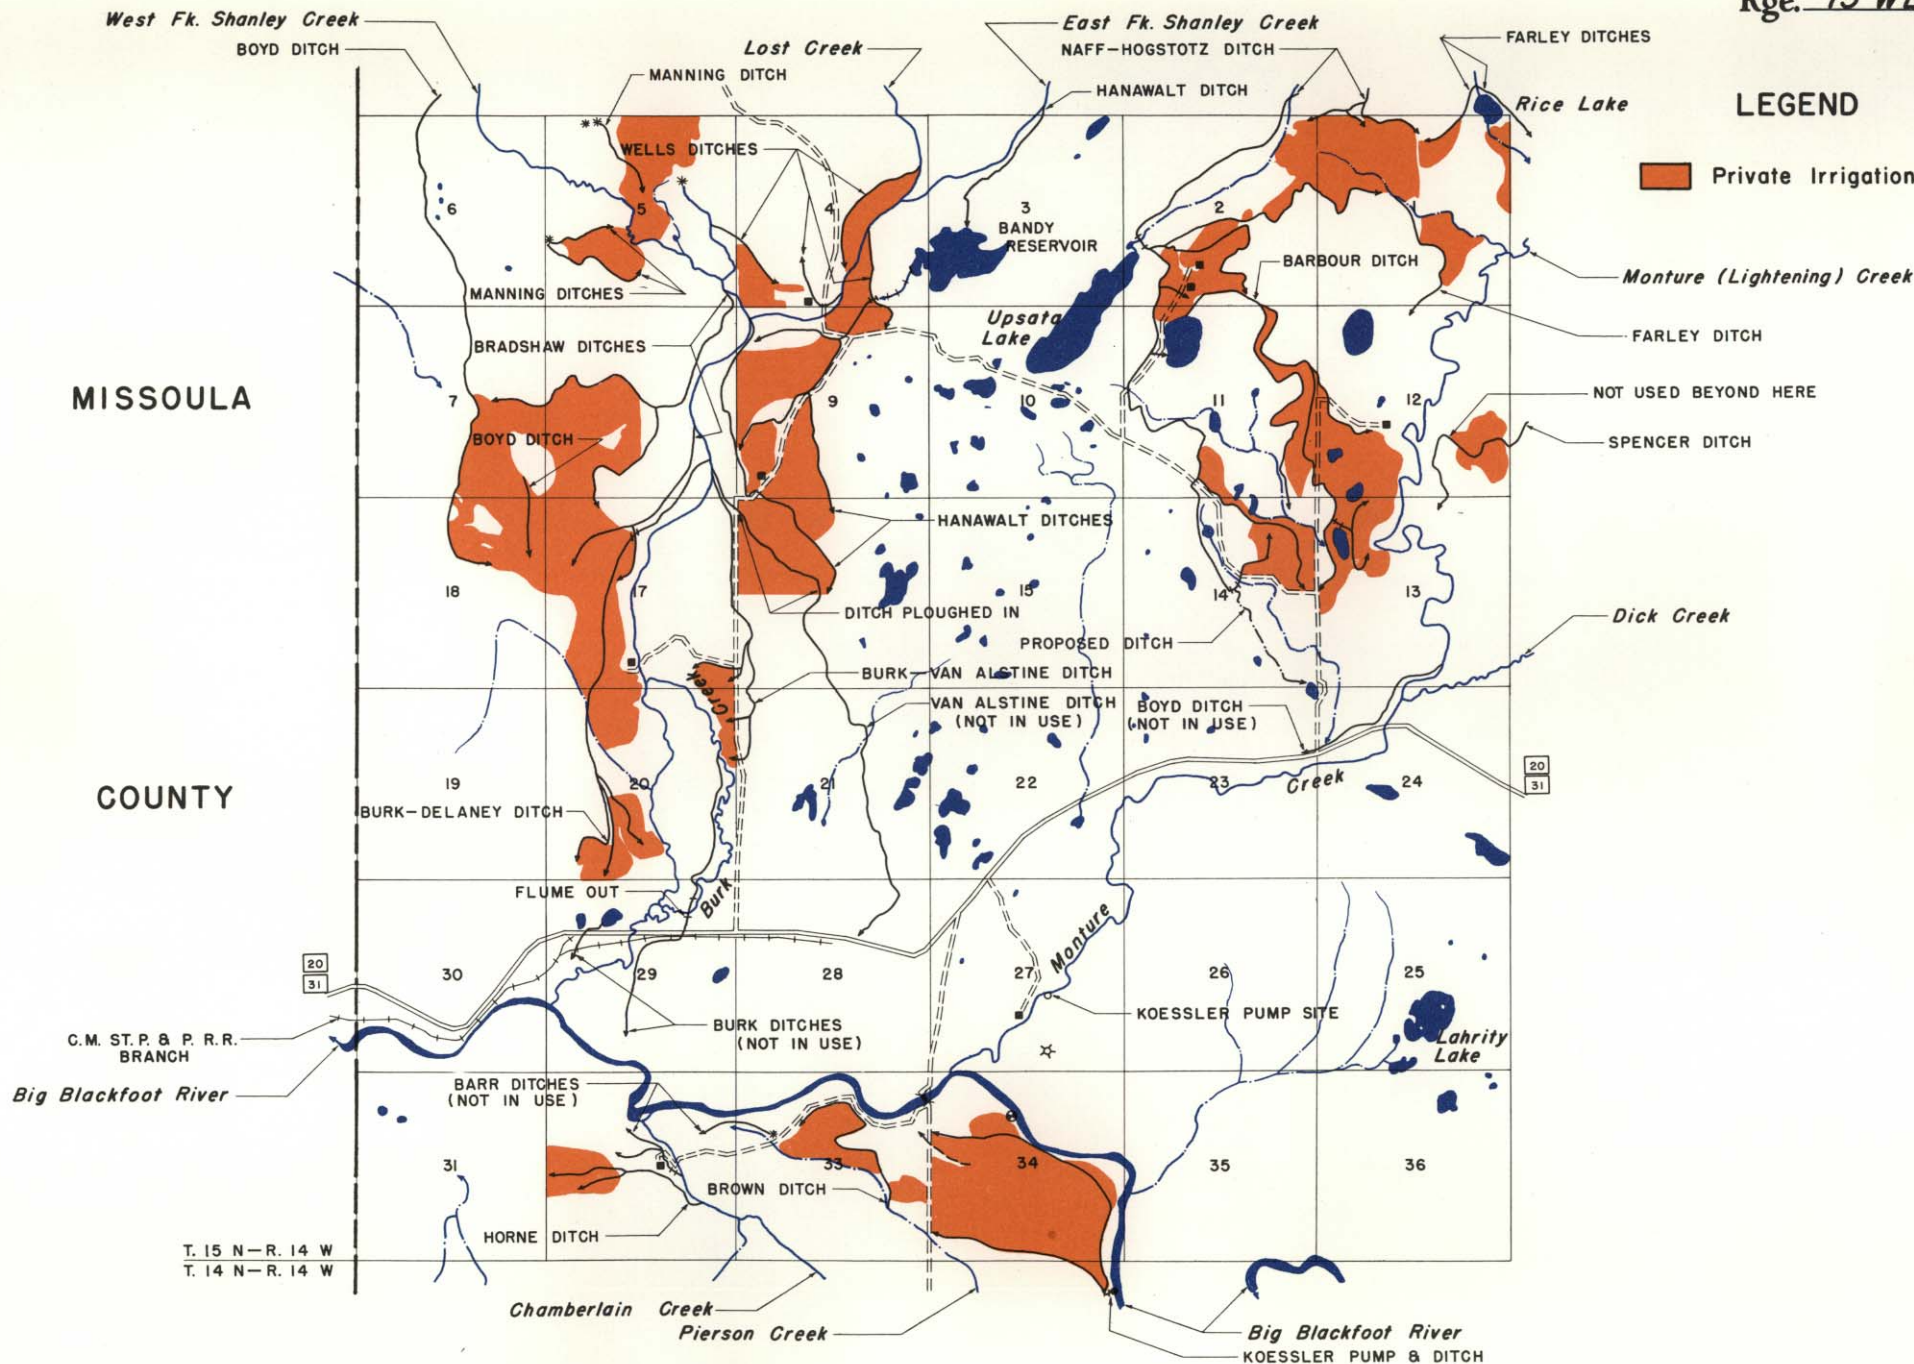 Rge.
West Fk. Shanley Creek
East Fk. Shanley Creek
BOYD DITCH
Lost Creek
NAFF-HOGSTOTZ DITCH
FARLEY DITCHES
MANNING DITCH
HANAWALT DITCH
Rice Lake
LEGEND
WELLS DITCHES
Private Irrigation
6
5
4
3
2
BANDY
RESERVOIR
BARBOUR DITCH
MANNING DITCHES
Monture (Lightening) Creek
Upsata
Lake
BRADSHAW DITCHES
FARLEY DITCH
MISSOULA
7
9
10
11
12
NOT USED BEYOND HERE
BOYD DITCH
SPENCER DITCH
HANAWALT DITCHES
18
17
15
14
13
DITCH PLOUGHED IN
Dick Creek
PROPOSED DITCH
BURK-VAN ALSTINE DITCH
Creek
VAN ALSTINE DITCH
(NOT IN USE)
BOYD DITCH
(NOT IN USE)
COUNTY
19
20
21
22
23
24
Creek
20
31
BURK-DELANEY DITCH
FLUME OUT
Burk
Monture
20
31
30
29
28
27
26
25
KOESSLER PUMP SITE
BURK DITCHES
(NOT IN USE)
C.M. ST. P. & P. R.R.
BRANCH
Lahrity
Lake
Big Blackfoot River
BARR DITCHES
(NOT IN USE)
31
33
34
35
36
BROWN DITCH
HORNE DITCH
T. 15 N-R. 14 W
T. 14 N-R. 14 W
Chamberlain Creek
Pierson Creek
Big Blackfoot River
KOESSLER PUMP & DITCH